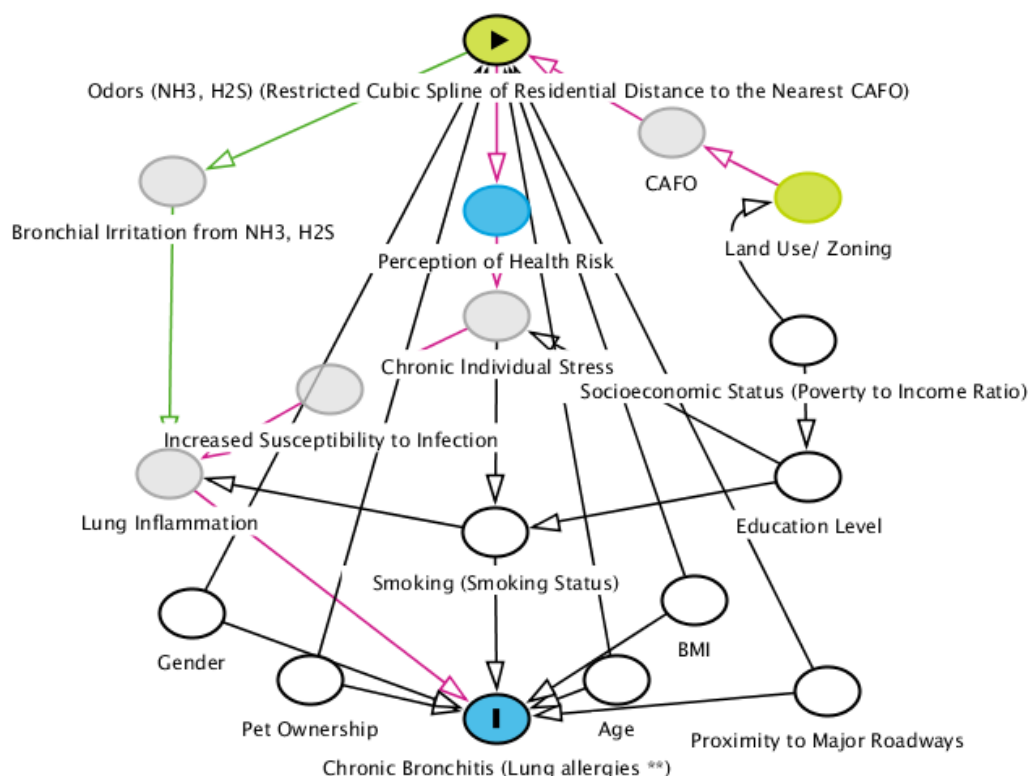 Odors (NH3, H2S) (Restricted Cubic Spline of Residential Distance to the Nearest CAFO)
CAFO
Bronchial Irritation from NH3, H2S
Land Use/ Zoning
Perception of Health Risk
Chronic Individual Stress
Socioeconomic Status (Poverty to Income Ratio)
Increased Susceptibility to Infection
Lung Inflammation
Education Level
Smoking (Smoking Status)
Gender
BMI
Pet Ownership
Age
Proximity to Major Roadways
Chronic Bronchitis (Lung allergies **)